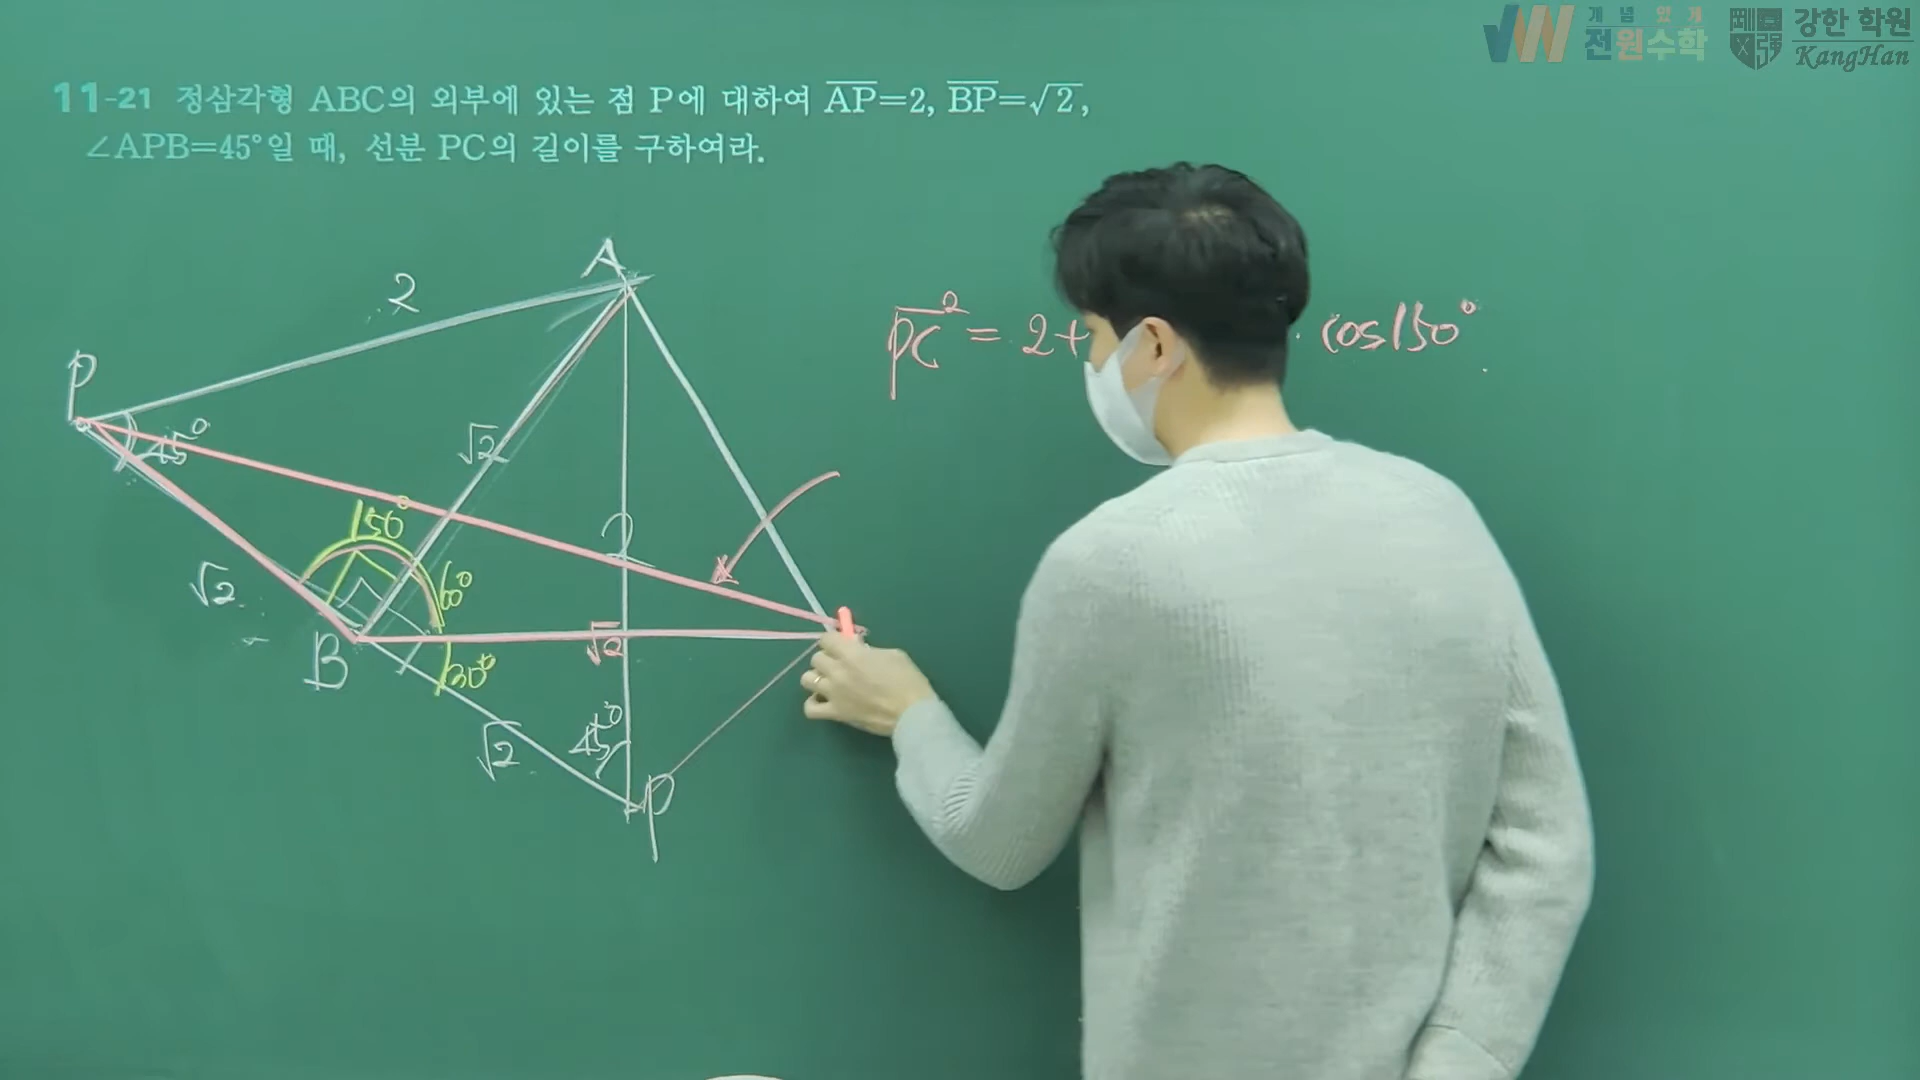 개념있게
전원수학
강한 학원
KangHan
11-21 정삼각형 ABC의 외부에 있는 점 P에 대하여 AP=2, BP=√2,
∠APB=45°일 때, 선분 PC의 길이를 구하여라.
A
2
PC² = 2+ · cos150°
P
45°
√2
150°
2
60°
√2
√2
B
30°
45°
√2
P